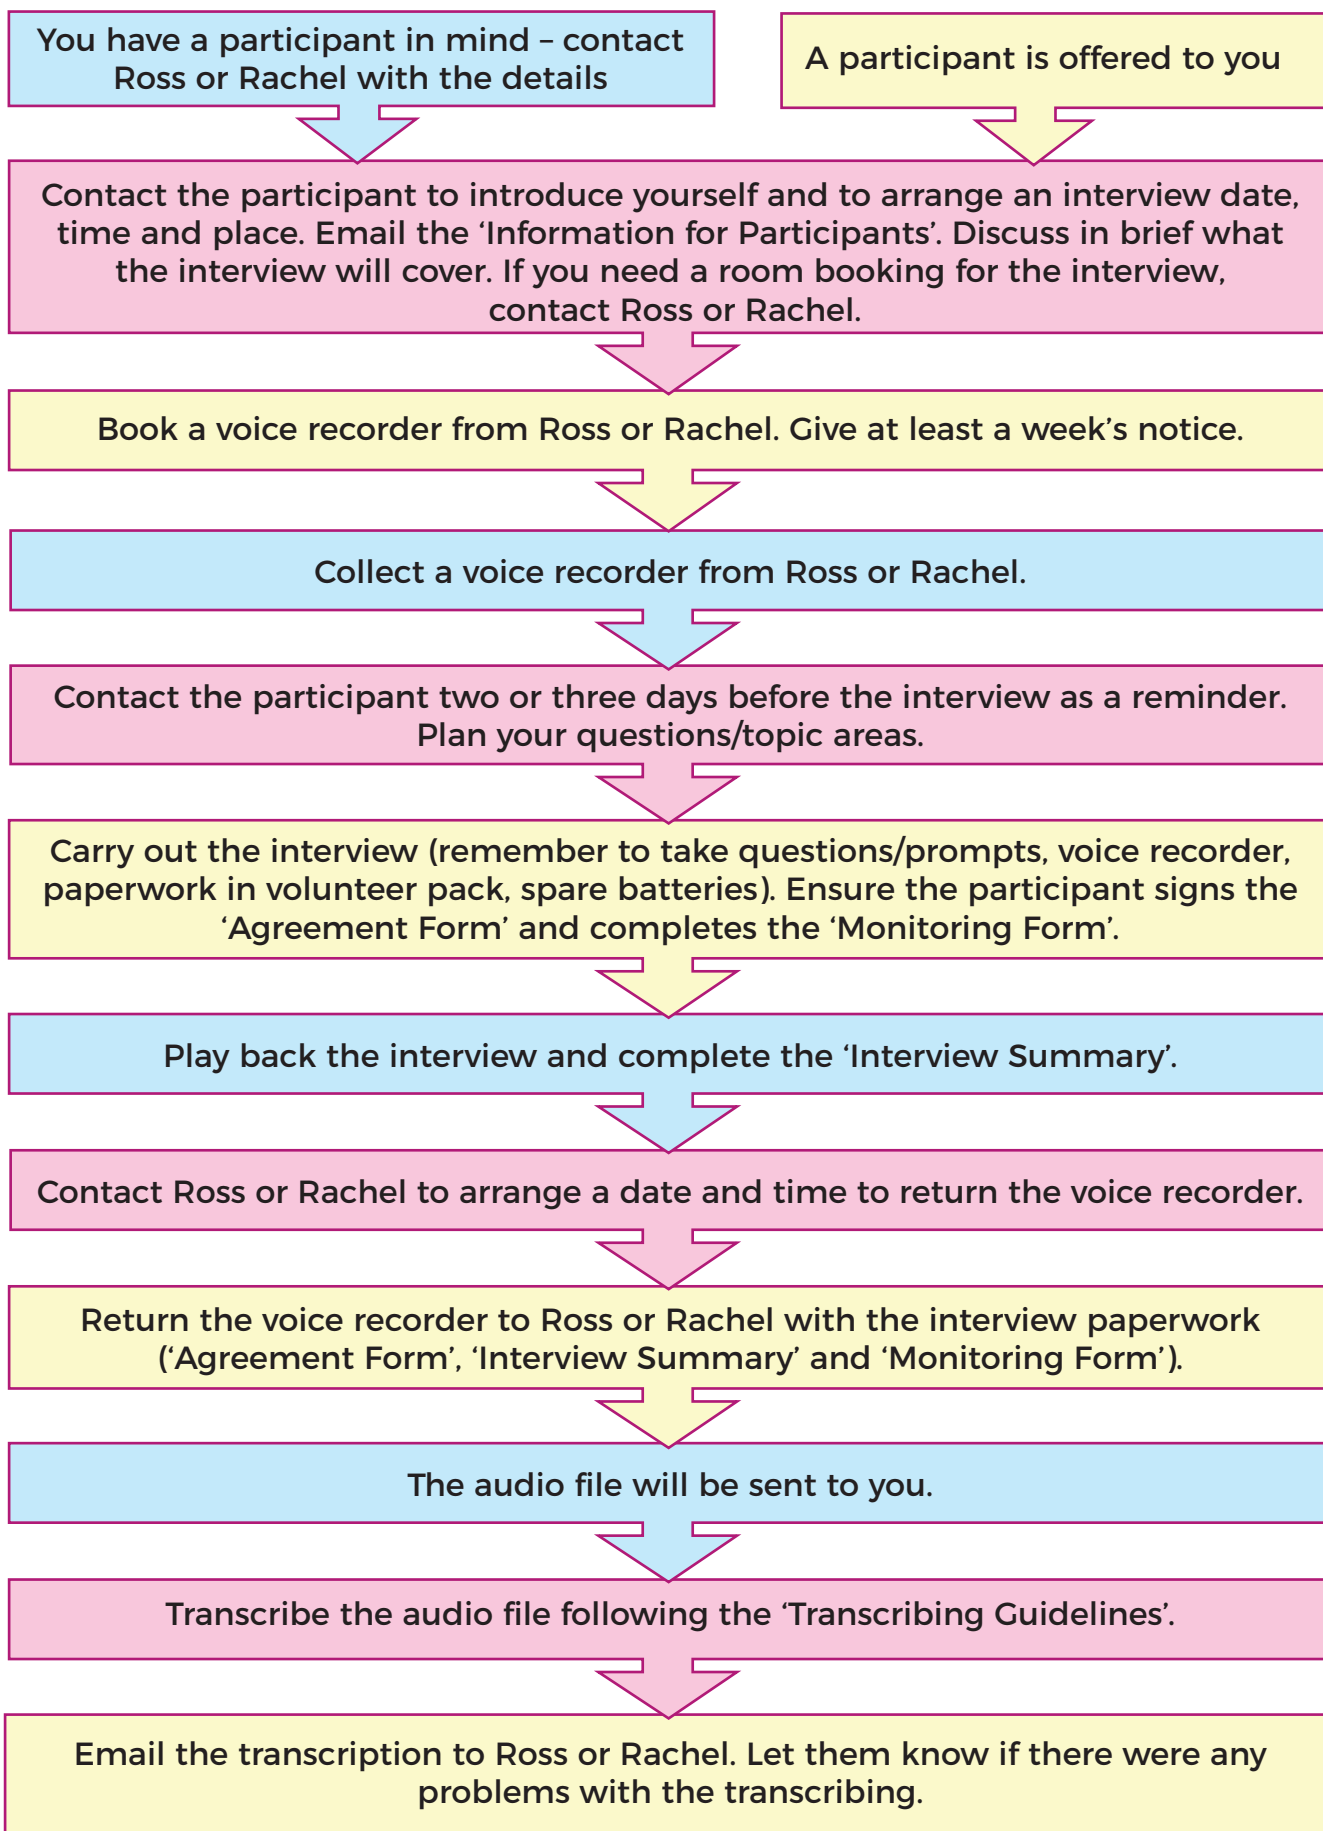 You have a participant in mind – contact
Ross or Rachel with the details
A participant is offered to you
Contact the participant to introduce yourself and to arrange an interview date,
time and place. Email the ‘Information for Participants’. Discuss in brief what
the interview will cover. If you need a room booking for the interview,
contact Ross or Rachel.
Book a voice recorder from Ross or Rachel. Give at least a week’s notice.
Collect a voice recorder from Ross or Rachel.
Contact the participant two or three days before the interview as a reminder.
Plan your questions/topic areas.
Carry out the interview (remember to take questions/prompts, voice recorder,
paperwork in volunteer pack, spare batteries). Ensure the participant signs the
‘Agreement Form’ and completes the ‘Monitoring Form’.
Play back the interview and complete the ‘Interview Summary’.
Contact Ross or Rachel to arrange a date and time to return the voice recorder.
Return the voice recorder to Ross or Rachel with the interview paperwork
(‘Agreement Form’, ‘Interview Summary’ and ‘Monitoring Form’).
The audio file will be sent to you.
Transcribe the audio file following the ‘Transcribing Guidelines’.
Email the transcription to Ross or Rachel. Let them know if there were any
problems with the transcribing.